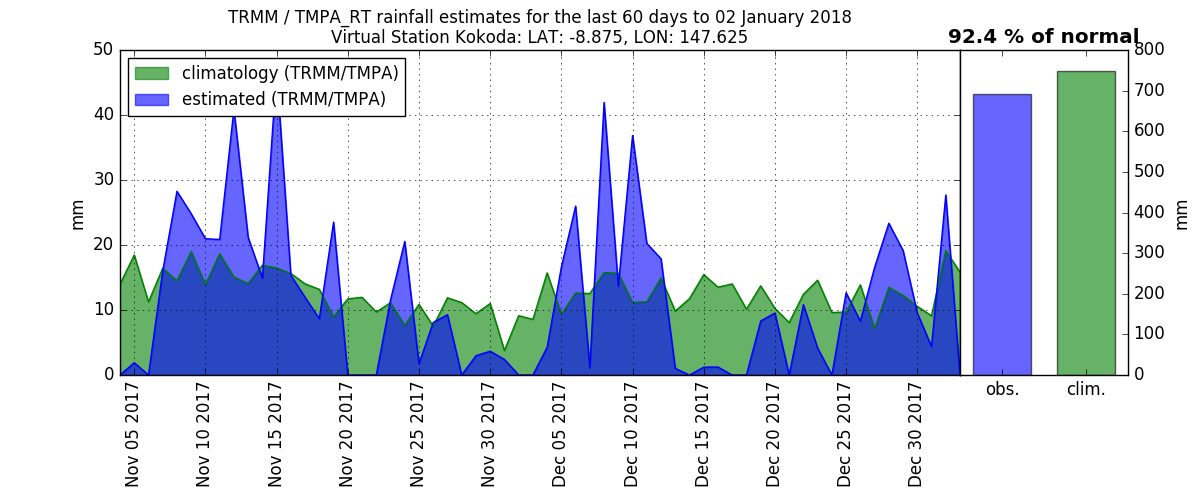 TRMM / TMPA_RT rainfall estimates for the last 60 days to 02 January 2018
Virtual Station Kokoda: LAT: -8.875, LON: 147.625
92.4 % of normal
climatology (TRMM/TMPA)
estimated (TRMM/TMPA)
mm
50
40
30
20
10
0
Nov 05 2017
Nov 10 2017
Nov 15 2017
Nov 20 2017
Nov 25 2017
Nov 30 2017
Dec 05 2017
Dec 10 2017
Dec 15 2017
Dec 20 2017
Dec 25 2017
Dec 30 2017
obs.
clim.
800
700
600
500
400
300
200
100
0
mm